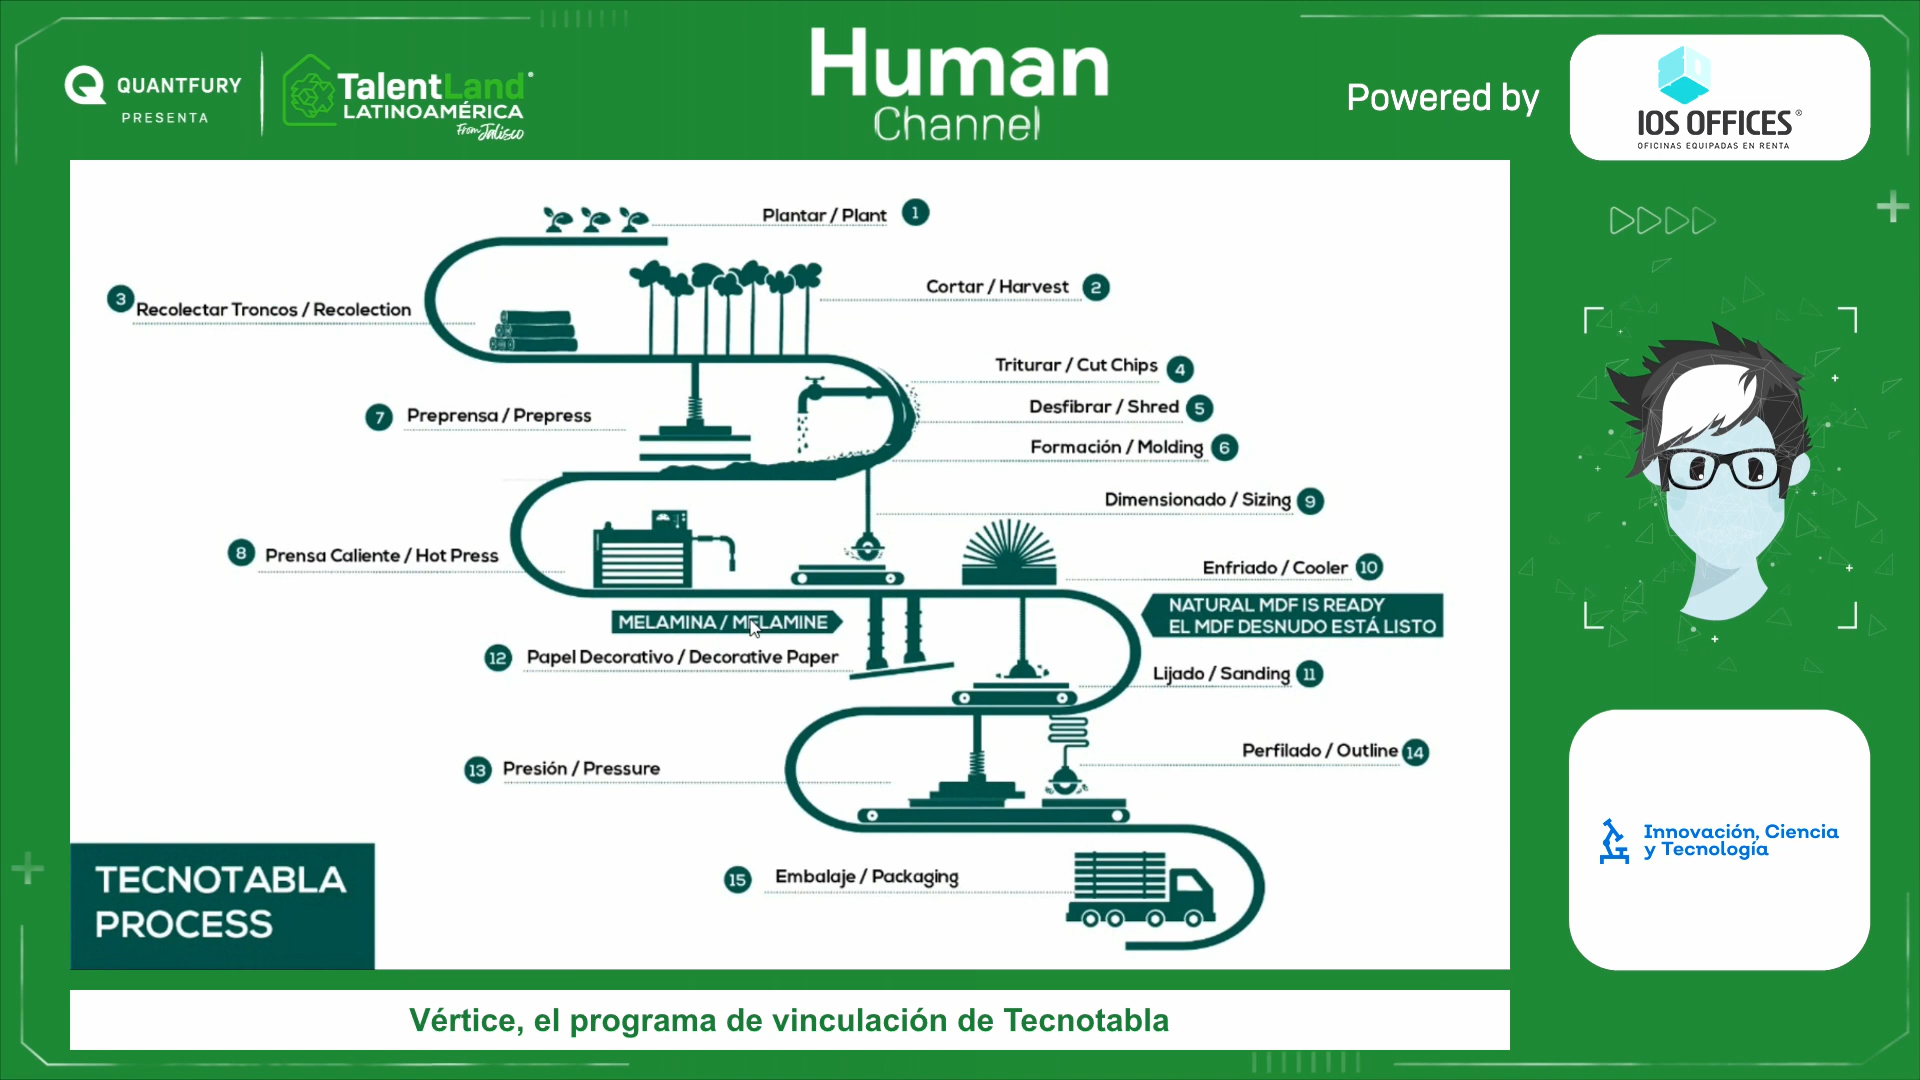 QUANTFURY
PRESENTA
TalentLand
LATINOAMÉRICA
From Jalisco
Human
Channel
Powered by
IOS OFFICES®
OFICINAS EQUIPADAS EN RENTA
Plantar / Plant 1
Cortar / Harvest 2
3 Recolectar Troncos / Recolection
Triturar / Cut Chips 4
Desfibrar / Shred 5
7 Preprensa / Prepress
Formación / Molding 6
Dimensionado / Sizing 9
8 Prensa Caliente / Hot Press
Enfriado / Cooler 10
NATURAL MDF IS READY
EL MDF DESNUDO ESTÁ LISTO
MELAMINA / MELAMINE
12 Papel Decorativo / Decorative Paper
Lijado / Sanding 11
Perfilado / Outline 14
13 Presión / Pressure
15 Embalaje / Packaging
TECNOTABLA
PROCESS
Innovación, Ciencia
y Tecnología
Vértice, el programa de vinculación de Tecnotabla